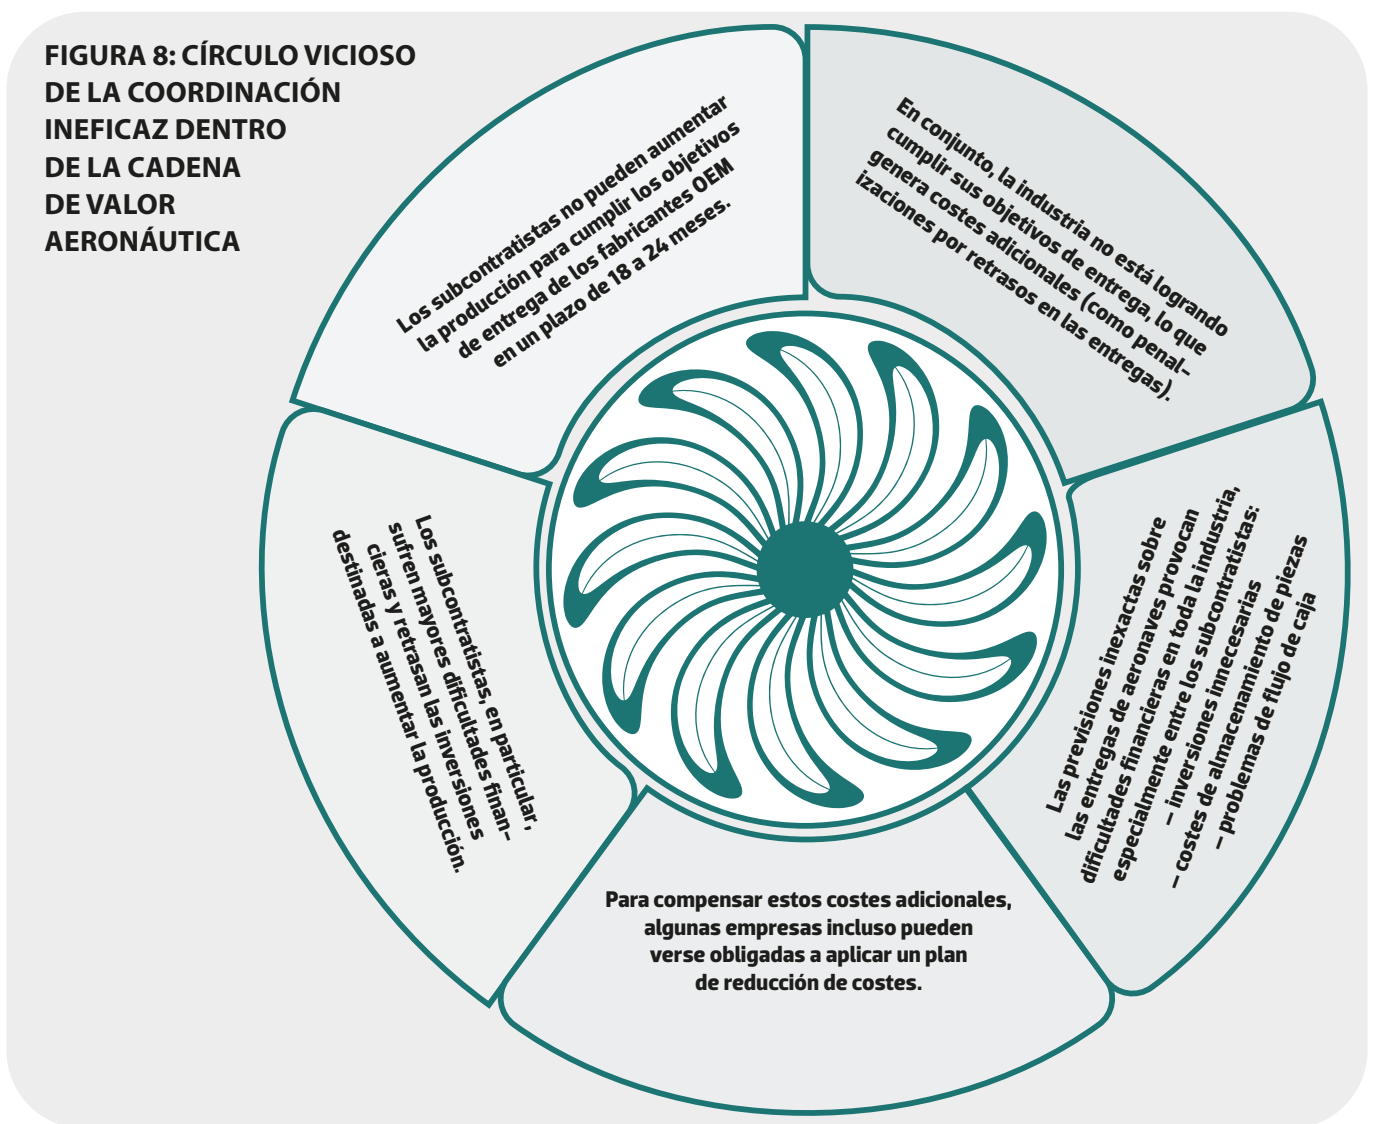 FIGURA 8: CÍRCULO VICIOSO
DE LA COORDINACIÓN
INEFICAZ DENTRO
DE LA CADENA
DE VALOR
AERONÁUTICA
Los subcontratistas no pueden aumentar
la producción para cumplir los objetivos
de entrega de los fabricantes OEM
en un plazo de 18 a 24 meses.
En conjunto, la industria no está logrando
cumplir sus objetivos de entrega, lo que
genera costes adicionales (como penal-
izaciones por retrasos en las entregas).
Las previsiones inexactas sobre
las entregas de aeronaves provocan
dificultades financieras en toda la industria,
especialmente entre los subcontratistas:
– inversiones innecesarias
– costes de almacenamiento de piezas
– problemas de flujo de caja
Para compensar estos costes adicionales,
algunas empresas incluso pueden
verse obligadas a aplicar un plan
de reducción de costes.
Los subcontratistas, en particular,
sufren mayores dificultades finan-
cieras y retrasan las inversiones
destinadas a aumentar la producción.